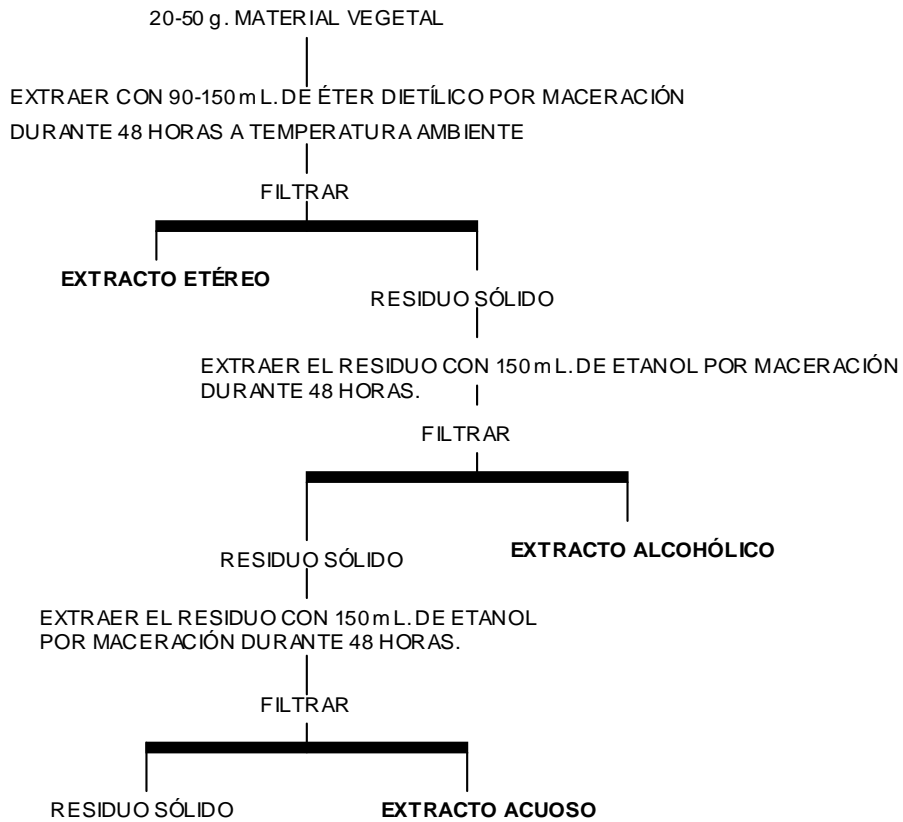 20-50 g. MATERIAL VEGETAL
EXTRAER CON 90-150 mL. DE ÉTER DIETÍLICO POR MACERACIÓN
DURANTE 48 HORAS A TEMPERATURA AMBIENTE
FILTRAR
EXTRACTO ETÉREO
RESIDUO SÓLIDO
EXTRAER EL RESIDUO CON 150 mL. DE ETANOL POR MACERACIÓN
DURANTE 48 HORAS.
FILTRAR
EXTRACTO ALCOHÓLICO
RESIDUO SÓLIDO
EXTRAER EL RESIDUO CON 150 mL. DE ETANOL
POR MACERACIÓN DURANTE 48 HORAS.
FILTRAR
RESIDUO SÓLIDO
EXTRACTO ACUOSO